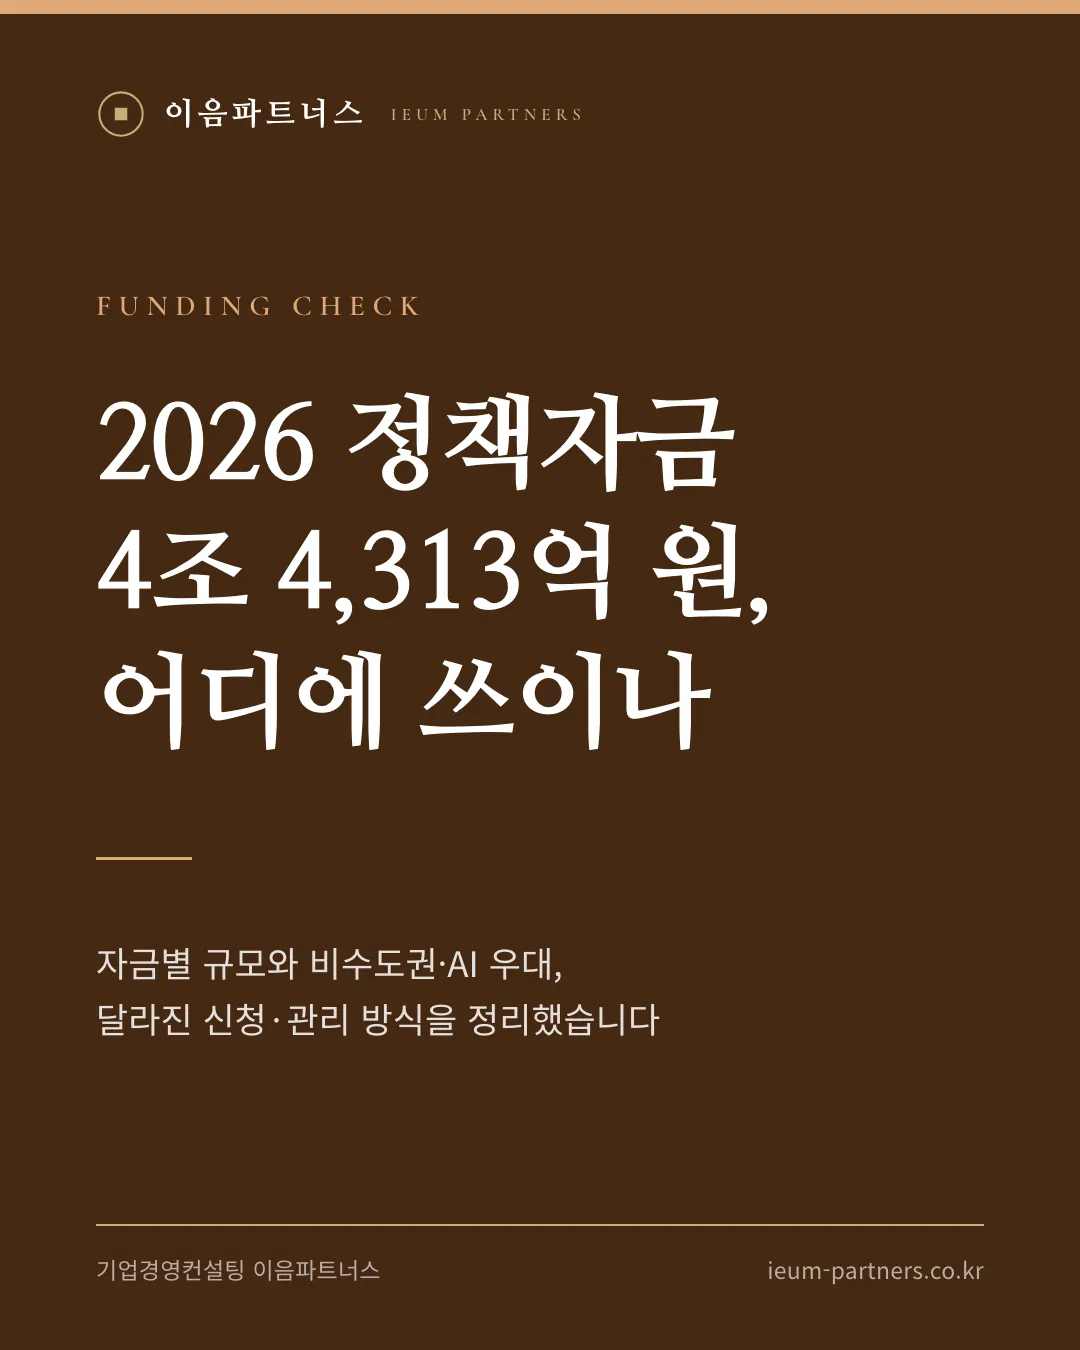 이음파트너스 IEUM PARTNERS
FUNDING CHECK
2026 정책자금
4조 4,313억 원,
어디에 쓰이나
자금별 규모와 비수도권·AI 우대,
달라진 신청·관리 방식을 정리했습니다
기업경영컨설팅 이음파트너스 ieum-partners.co.kr